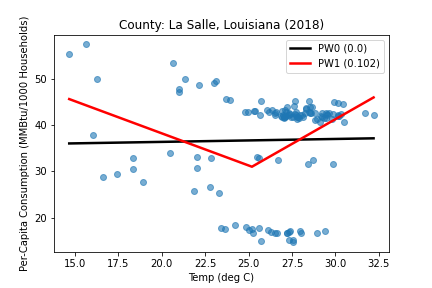 County: La Salle, Louisiana (2018)
PW0 (0.0)
PW1 (0.102)
Per-Capita Consumption (MMBtu/1000 Households)
50
40
30
20
15.0 17.5 20.0 22.5 25.0 27.5 30.0 32.5
Temp (deg C)